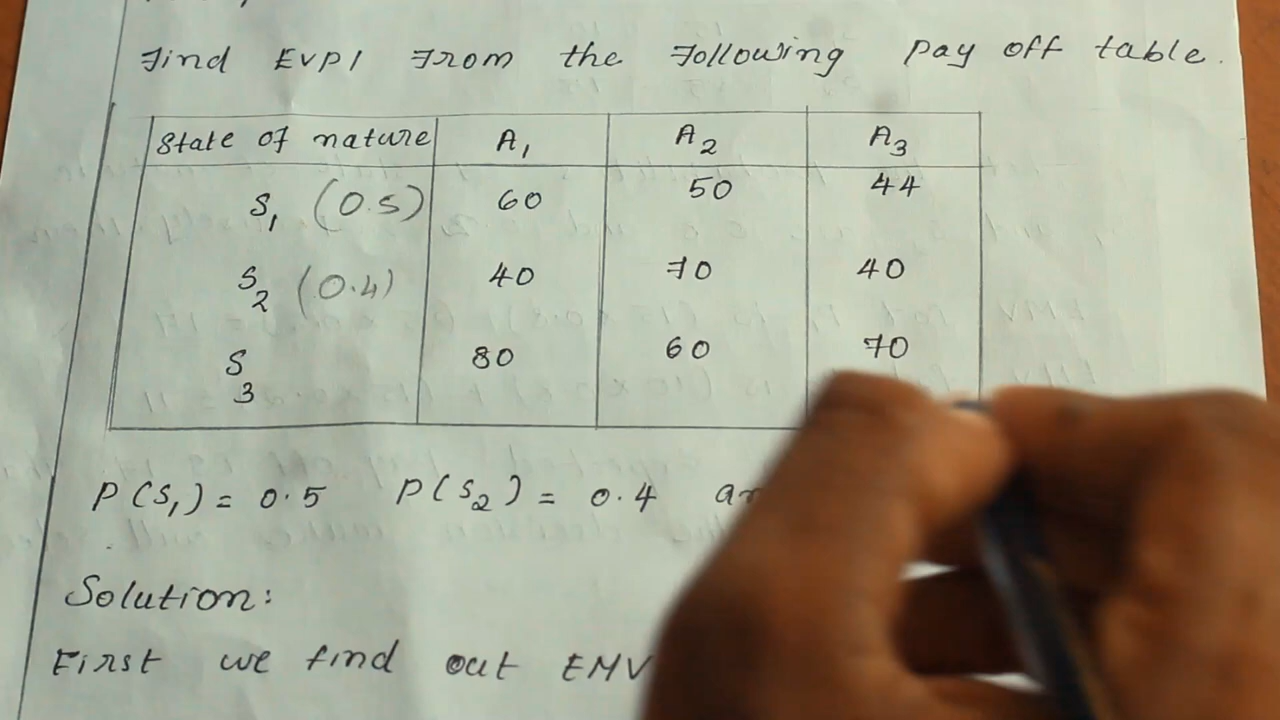 Find EVPI From the Following Pay off table.
State of nature A1 A2 A3
S1 (0.5) 60 50 44
S2 (0.4) 40 70 40
S3 80 60 70
P(S1) = 0.5 P(S2) = 0.4
Solution:
First we find out EMV